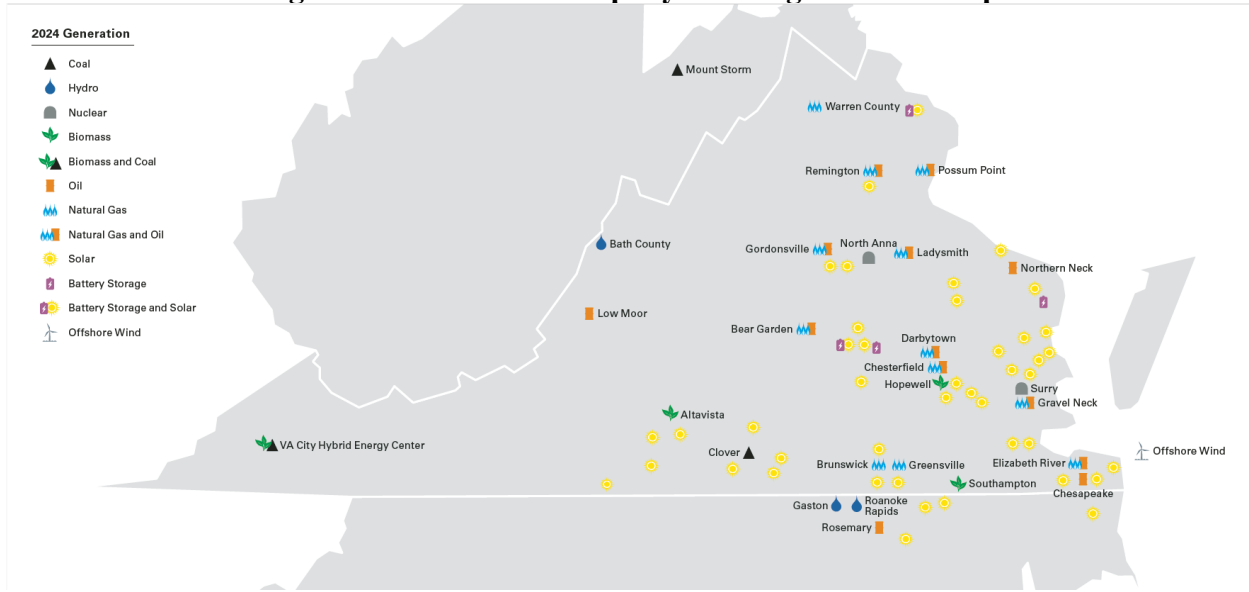 2024 Generation
Coal
Hydro
Nuclear
Biomass
Biomass and Coal
Oil
Natural Gas
Natural Gas and Oil
Solar
Battery Storage
Battery Storage and Solar
Offshore Wind
Mount Storm
Warren County
Remington
Possum Point
Bath County
Gordonsville
North Anna
Ladysmith
Northern Neck
Low Moor
Bear Garden
Darbytown
Chesterfield
Hopewell
Surry
Gravel Neck
Altavista
VA City Hybrid Energy Center
Clover
Brunswick
Greensville
Elizabeth River
Offshore Wind
Southampton
Chesapeake
Gaston
Roanoke
Rapids
Rosemary